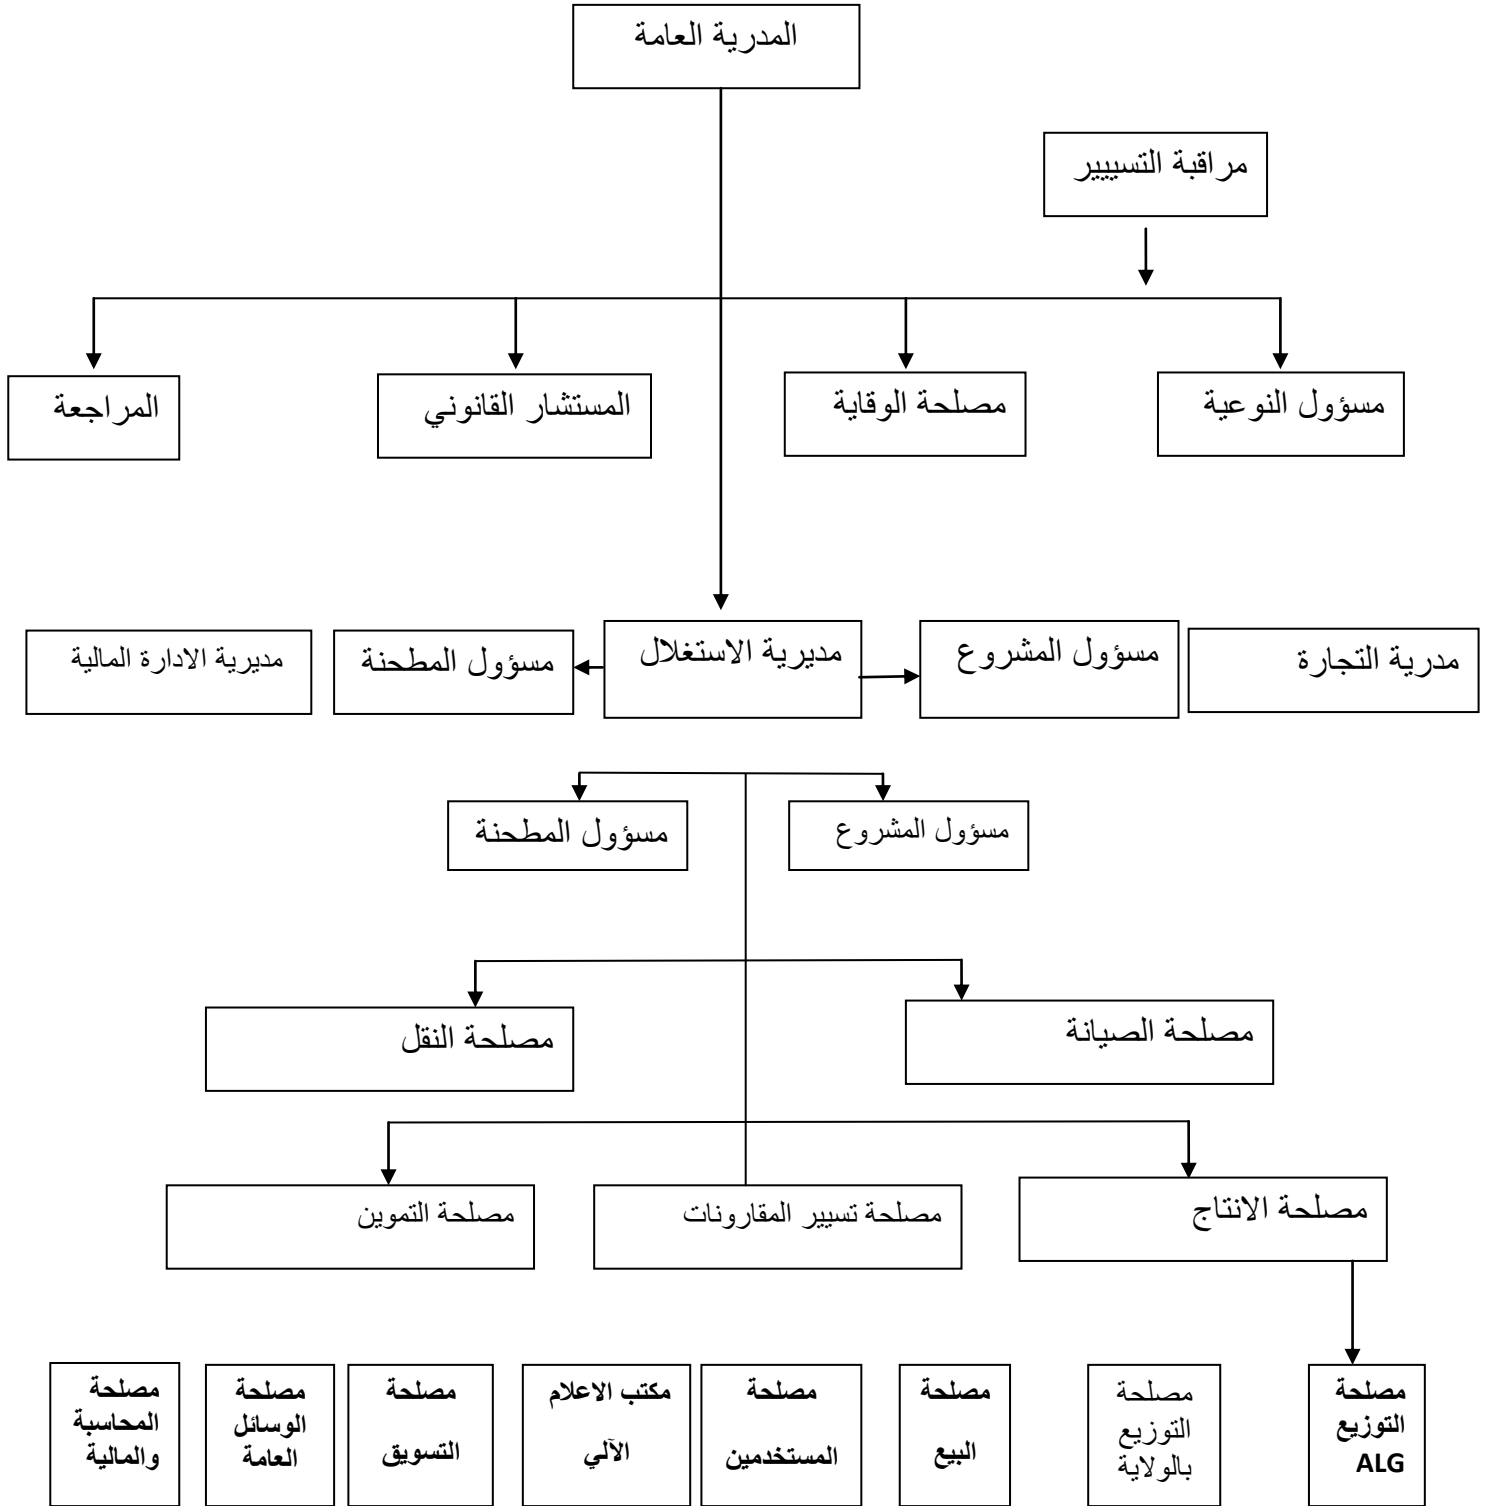 المدرية العامة
مراقبة التسييير
مسؤول النوعية
مصلحة الوقاية
المستشار القانوني
المراجعة
مدرية التجارة
مسؤول المشروع
مديرية الاستغلال
مسؤول المطحنة
مديرية الادارة المالية
مسؤول المشروع
مسؤول المطحنة
مصلحة الصيانة
مصلحة النقل
مصلحة الانتاج
مصلحة تسيير المقارونات
مصلحة التموين
مصلحة
التوزيع
ALG
مصلحة
التوزيع
بالولاية
مصلحة
البيع
مصلحة
المستخدمين
مكتب الاعلام
الآلي
مصلحة
التسويق
مصلحة
الوسائل
العامة
مصلحة
المحاسبة
والمالية